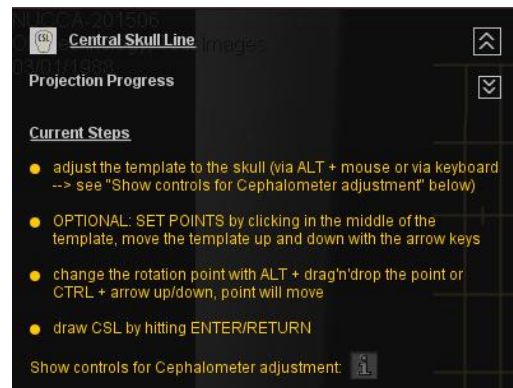 NUCCA-201506
CSL
Central Skull Line
Images
03/01/1988
Projection Progress
Current Steps
adjust the template to the skull (via ALT + mouse or via keyboard
--> see "Show controls for Cephalometer adjustment" below)
OPTIONAL: SET POINTS by clicking in the middle of the
template, move the template up and down with the arrow keys
change the rotation point with ALT + drag'n'drop the point or
CTRL + arrow up/down, point will move
draw CSL by hitting ENTER/RETURN
Show controls for Cephalometer adjustment: i